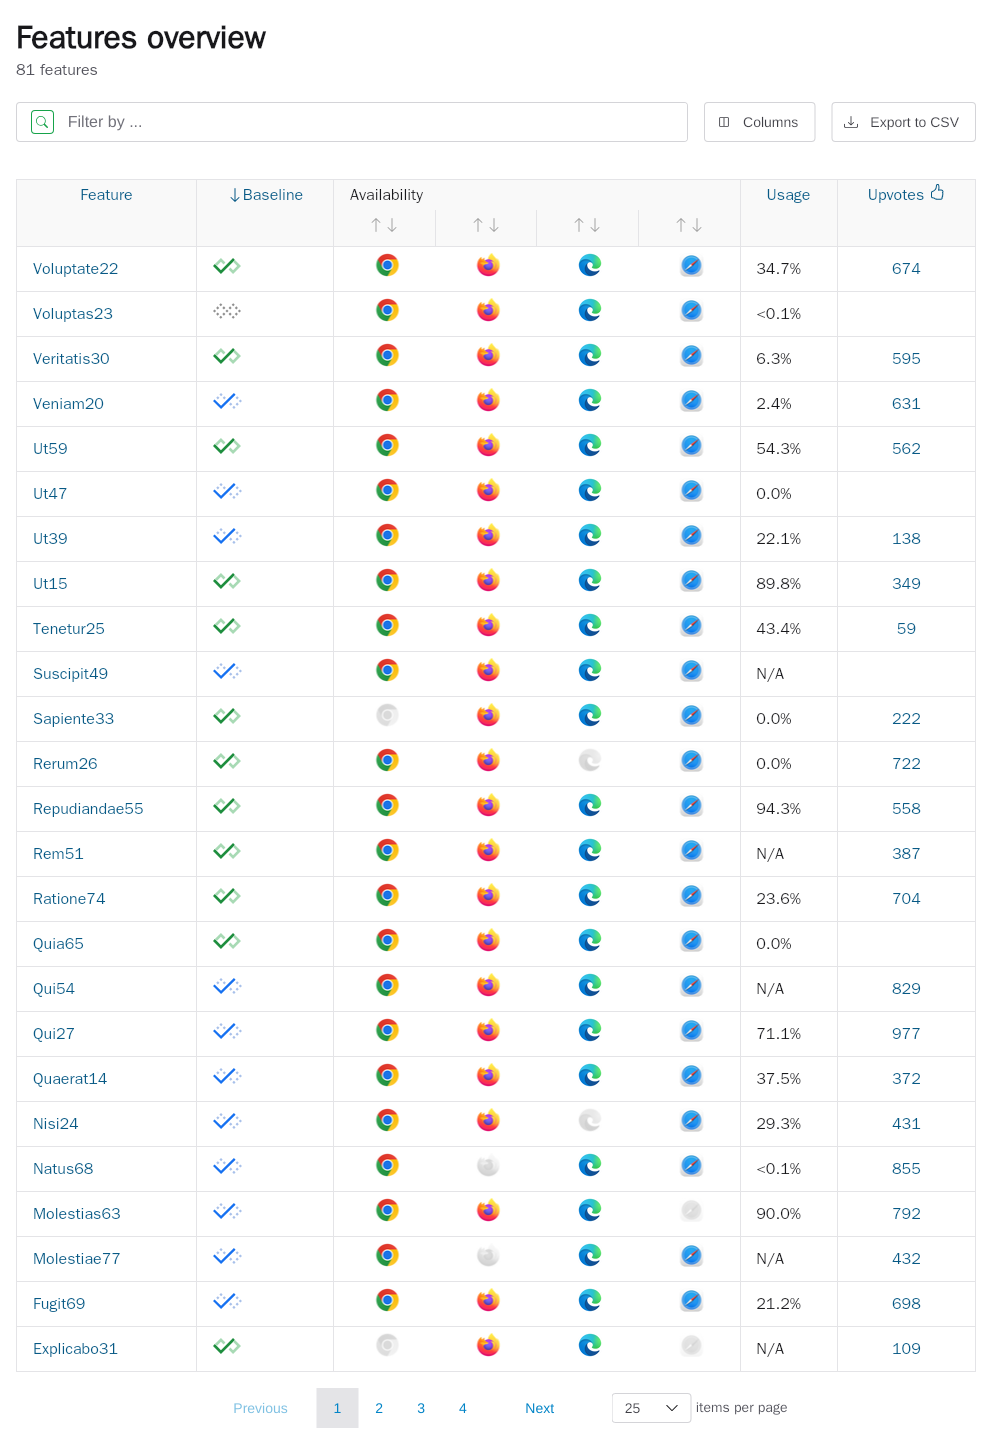 Features overview
81 features
Filter by ...
Columns
Export to CSV
Feature ↓Baseline Availability Usage Upvotes
↑ ↓ ↑ ↓ ↑ ↓ ↑ ↓
Voluptate22 34.7% 674
Voluptas23 <0.1%
Veritatis30 6.3% 595
Veniam20 2.4% 631
Ut59 54.3% 562
Ut47 0.0%
Ut39 22.1% 138
Ut15 89.8% 349
Tenetur25 43.4% 59
Suscipit49 N/A
Sapiente33 0.0% 222
Rerum26 0.0% 722
Repudiandae55 94.3% 558
Rem51 N/A 387
Ratione74 23.6% 704
Quia65 0.0%
Qui54 N/A 829
Qui27 71.1% 977
Quaerat14 37.5% 372
Nisi24 29.3% 431
Natus68 <0.1% 855
Molestias63 90.0% 792
Molestiae77 N/A 432
Fugit69 21.2% 698
Explicabo31 N/A 109
Previous 1 2 3 4 Next 25 items per page